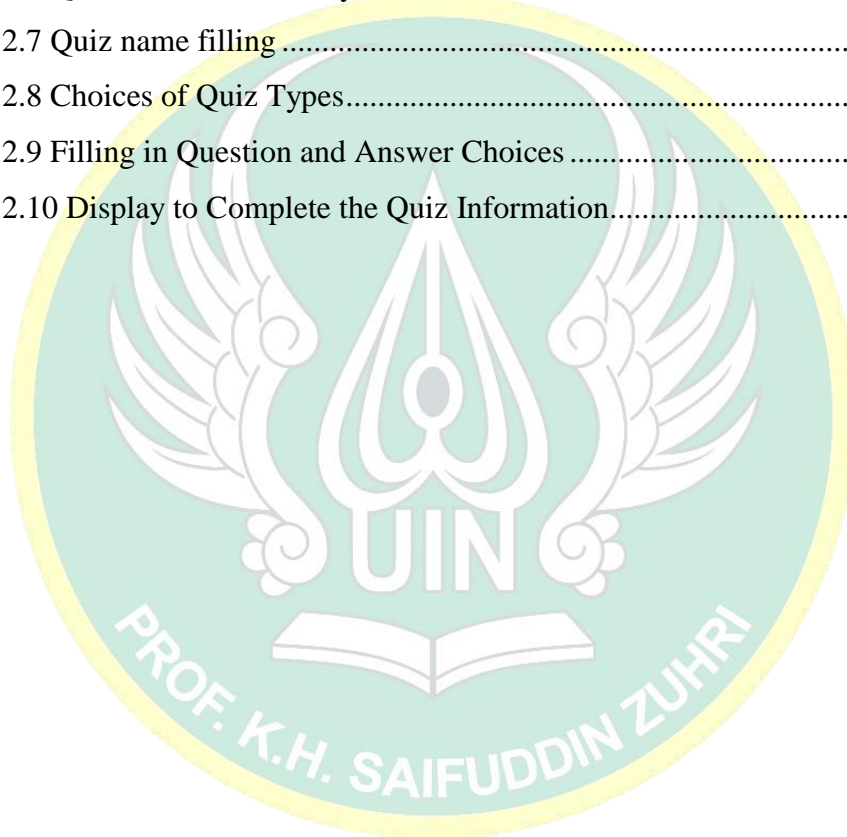 2.7 Quiz name filling ........................................................................
2.8 Choices of Quiz Types................................................................
2.9 Filling in Question and Answer Choices ...................................
2.10 Display to Complete the Quiz Information..............................
UIN
PROF. K.H. SAIFUDDIN ZUHRI